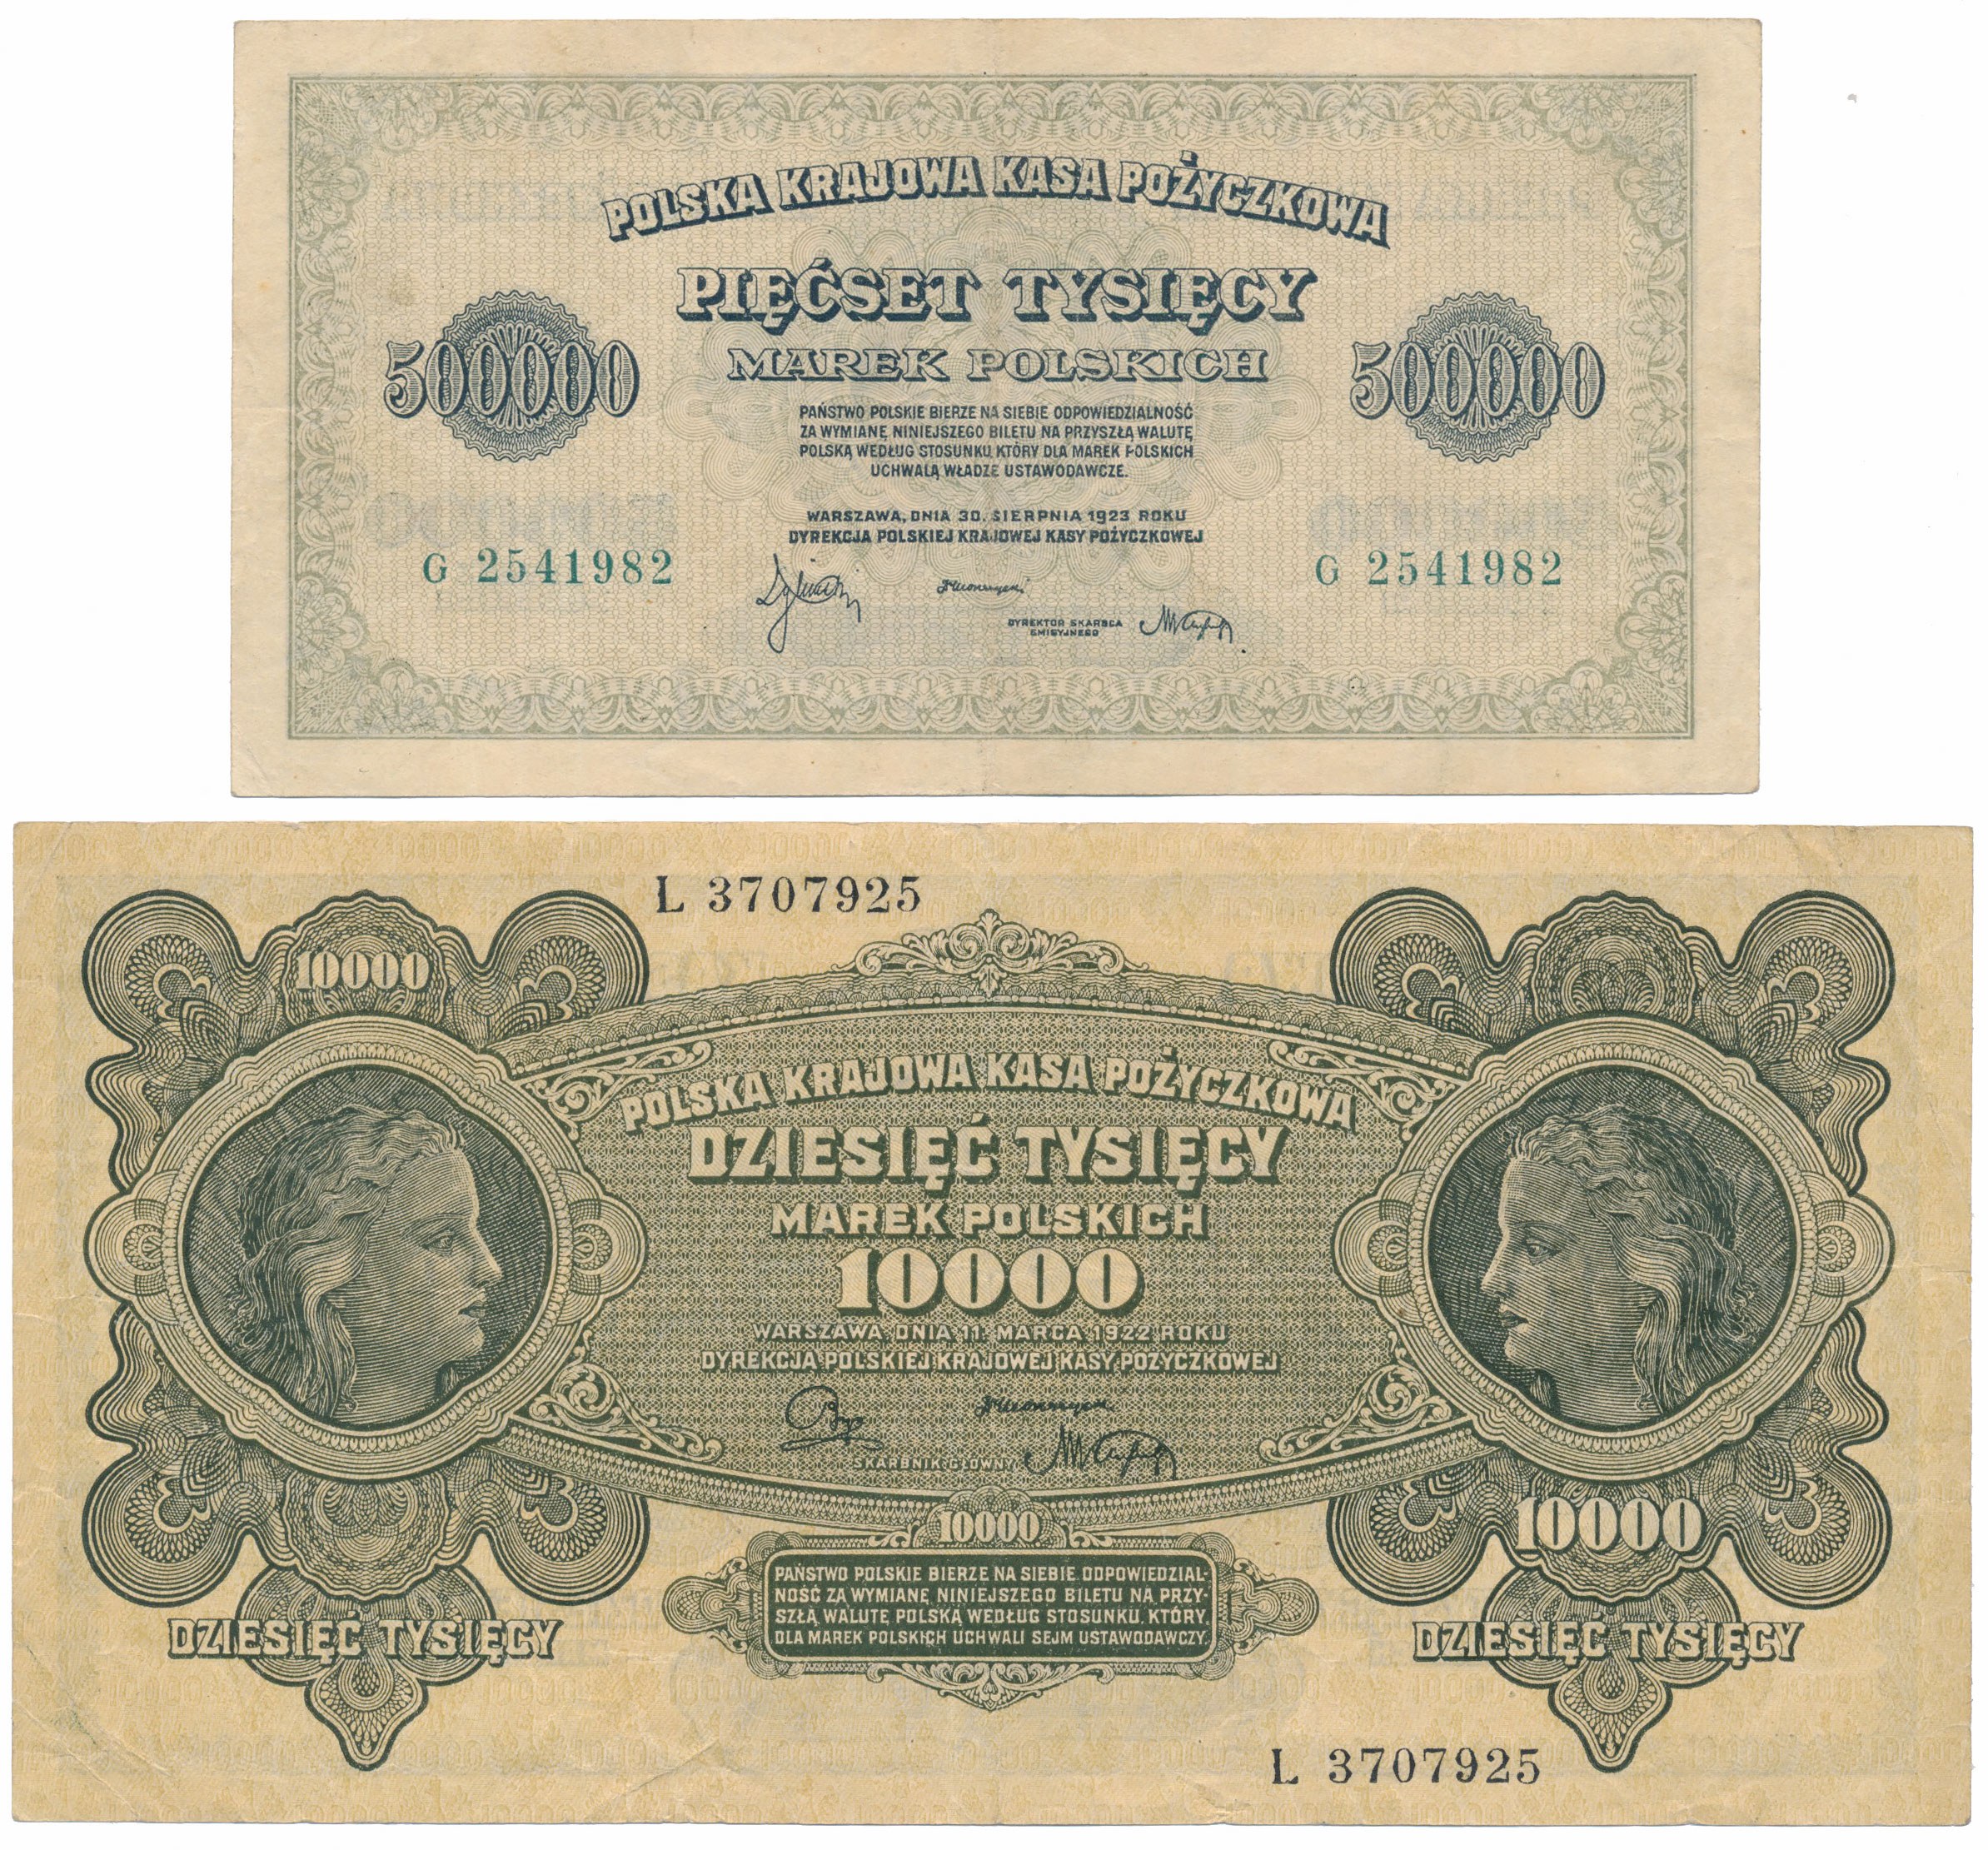 POLSKA KRAJOWA KASA POŻYCZKOWA
PIĘĆSET TYSIĘCY
MAREK POLSKICH
500000 500000
PAŃSTWO POLSKIE BIERZE NA SIEBIE ODPOWIEDZIALNOŚĆ
ZA WYMIANĘ NINIEJSZEGO BILETU NA PRZYSZŁĄ WALUTĘ
POLSKĄ WEDŁUG STOSUNKU, KTÓRY DLA MAREK POLSKICH
UCHWALĄ WŁADZE USTAWODAWCZE.
WARSZAWA, DNIA 30. SIERPNIA 1923 ROKU
DYREKCJA POLSKIEJ KRAJOWEJ KASY POŻYCZKOWEJ
G 2541982 G 2541982
DYREKTOR SKARBCA
EMISYJNEGO
L 3707925
10000
POLSKA KRAJOWA KASA POŻYCZKOWA
DZIESIĘĆ TYSIĘCY
MAREK POLSKICH
10000
WARSZAWA, DNIA 11. MARCA 1922 ROKU
DYREKCJA POLSKIEJ KRAJOWEJ KASY POŻYCZKOWEJ
SKARBNIK GŁÓWNY
10000 10000
PAŃSTWO POLSKIE BIERZE NA SIEBIE ODPOWIEDZIAL-
NOŚĆ ZA WYMIANĘ NINIEJSZEGO BILETU NA PRZY-
SZŁĄ WALUTĘ POLSKĄ WEDŁUG STOSUNKU, KTÓRY,
DLA MAREK POLSKICH UCHWALI SEJM USTAWODAWCZY.
DZIESIĘĆ TYSIĘCY DZIESIĘĆ TYSIĘCY
L 3707925